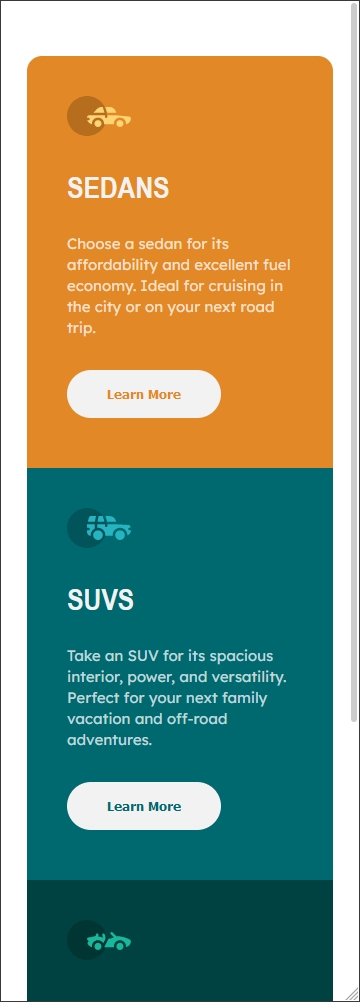 SEDANS
Choose a sedan for its
affordability and excellent fuel
economy. Ideal for cruising in
the city or on your next road
trip.
Learn More
SUVS
Take an SUV for its spacious
interior, power, and versatility.
Perfect for your next family
vacation and off-road
adventures.
Learn More